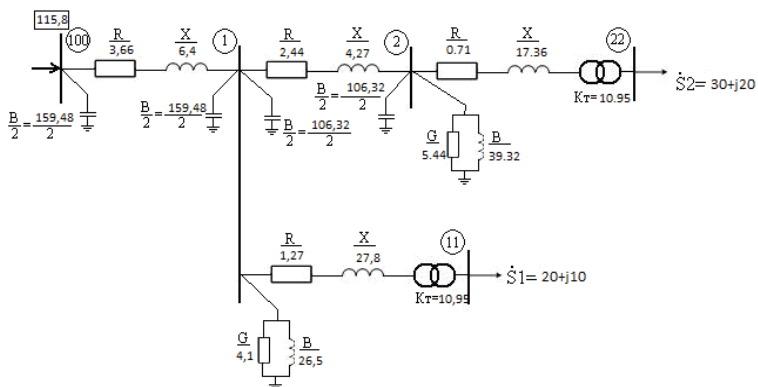 115,8
100
R
3,66
X
6,4
1
R
2,44
X
4,27
2
R
0.71
X
17.36
22
Kт= 10.95
Ṡ2= 30+j20
B/2 = 159,48/2
B/2 = 159,48/2
B/2 = 106,32/2
B/2 = 106,32/2
G
5.44
B
39.32
R
1,27
X
27,8
11
Kт=10,95
Ṡ1= 20+j10
G
4,1
B
26,5